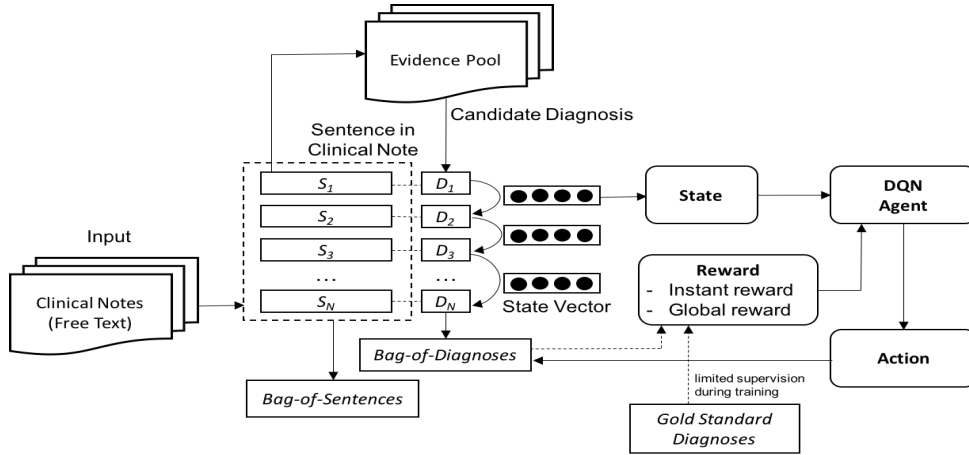 Evidence Pool
Candidate Diagnosis
Sentence in
Clinical Note
S1 D1
State
DQN
Agent
S2 D2
Input
S3 D3
... ...
Reward
- Instant reward
- Global reward
Clinical Notes
(Free Text)
SN DN
State Vector
Bag-of-Diagnoses
Action
Bag-of-Sentences
limited supervision
during training
Gold Standard
Diagnoses